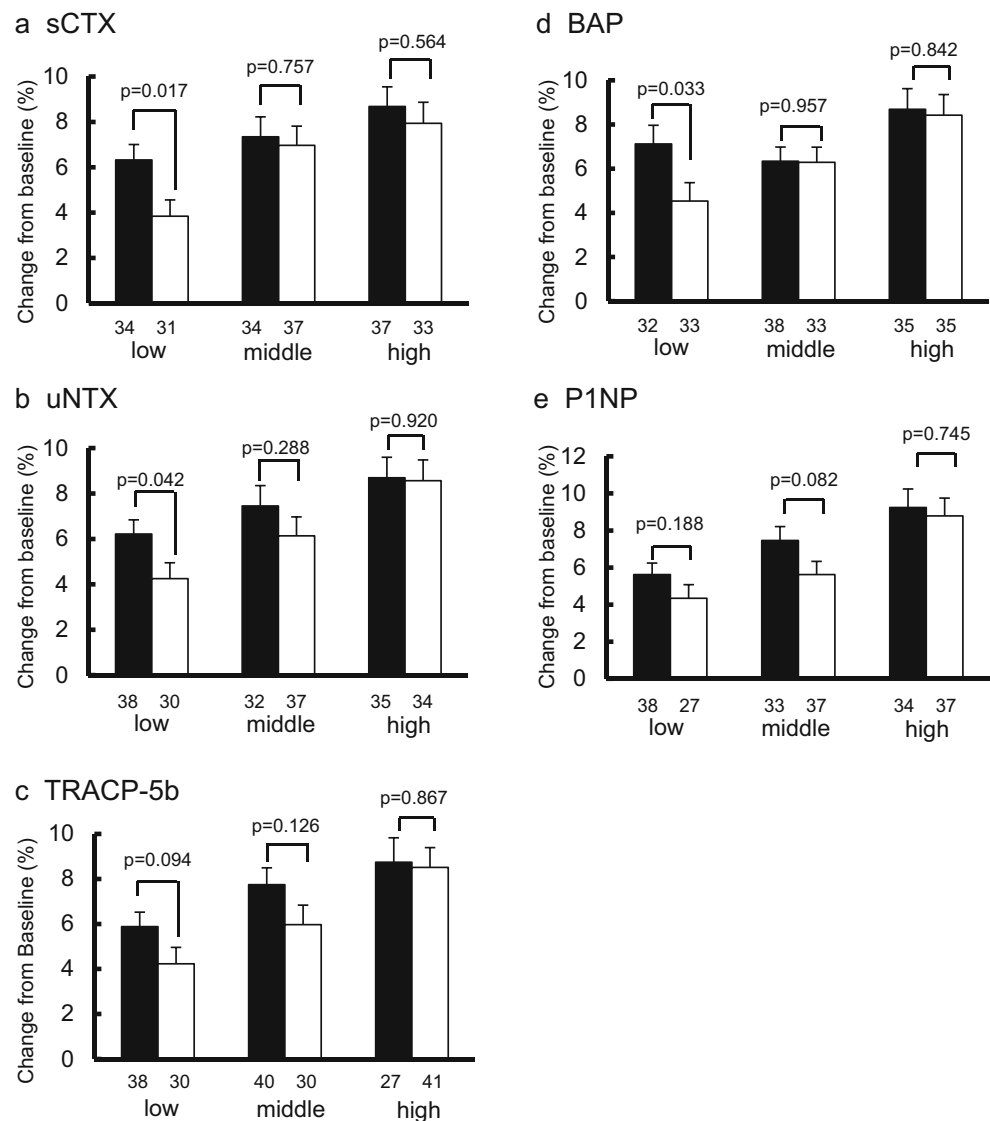 a sCTX
Change from baseline (%)
10
8
6
4
2
0
p=0.017
p=0.757
p=0.564
34 31
34 37
37 33
low
middle
high
b uNTX
Change from baseline (%)
10
8
6
4
2
0
p=0.042
p=0.288
p=0.920
38 30
32 37
35 34
low
middle
high
c TRACP-5b
Change from Baseline (%)
10
8
6
4
2
0
p=0.094
p=0.126
p=0.867
38 30
40 30
27 41
low
middle
high
d BAP
Change from baseline (%)
10
8
6
4
2
0
p=0.033
p=0.957
p=0.842
32 33
38 33
35 35
low
middle
high
e P1NP
Change from baseline (%)
12
10
8
6
4
2
0
p=0.188
p=0.082
p=0.745
38 27
33 37
34 37
low
middle
high